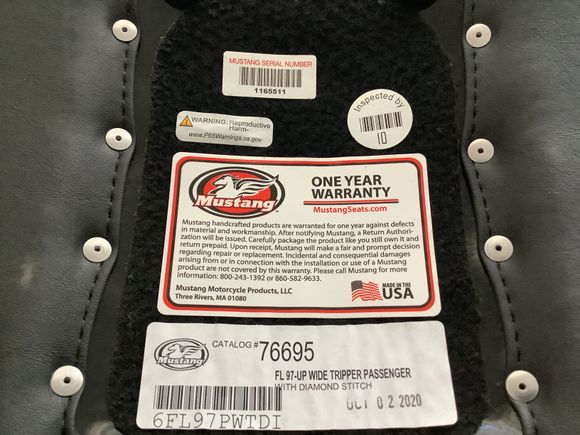 MUSTANG SERIAL NUMBER
1165511
Inspected by
10
WARNING: Reproductive
Harm-
www.P65Warnings.ca.gov
Mustang
ONE YEAR
WARRANTY
MustangSeats.com
Mustang handcrafted products are warranted for one year against defects
in material and workmanship. After notifying Mustang, a Return Authori-
zation will be issued. Carefully package the product like you still own it and
return prepaid. Upon receipt, Mustang will make a fair and prompt decision
regarding repair or replacement. Incidental and consequential damages
arising from or in connection with the installation or use of a Mustang
product are not covered by this warranty. Please call Mustang for more
information: 800-243-1392 or 860-582-9633.
Mustang Motorcycle Products, LLC
Three Rivers, MA 01080
MADE IN THE
USA
Mustang
CATALOG # 76695
FL 97-UP WIDE TRIPPER PASSENGER
WITH DIAMOND STITCH
OCT 02 2020
6FL97PWTDI